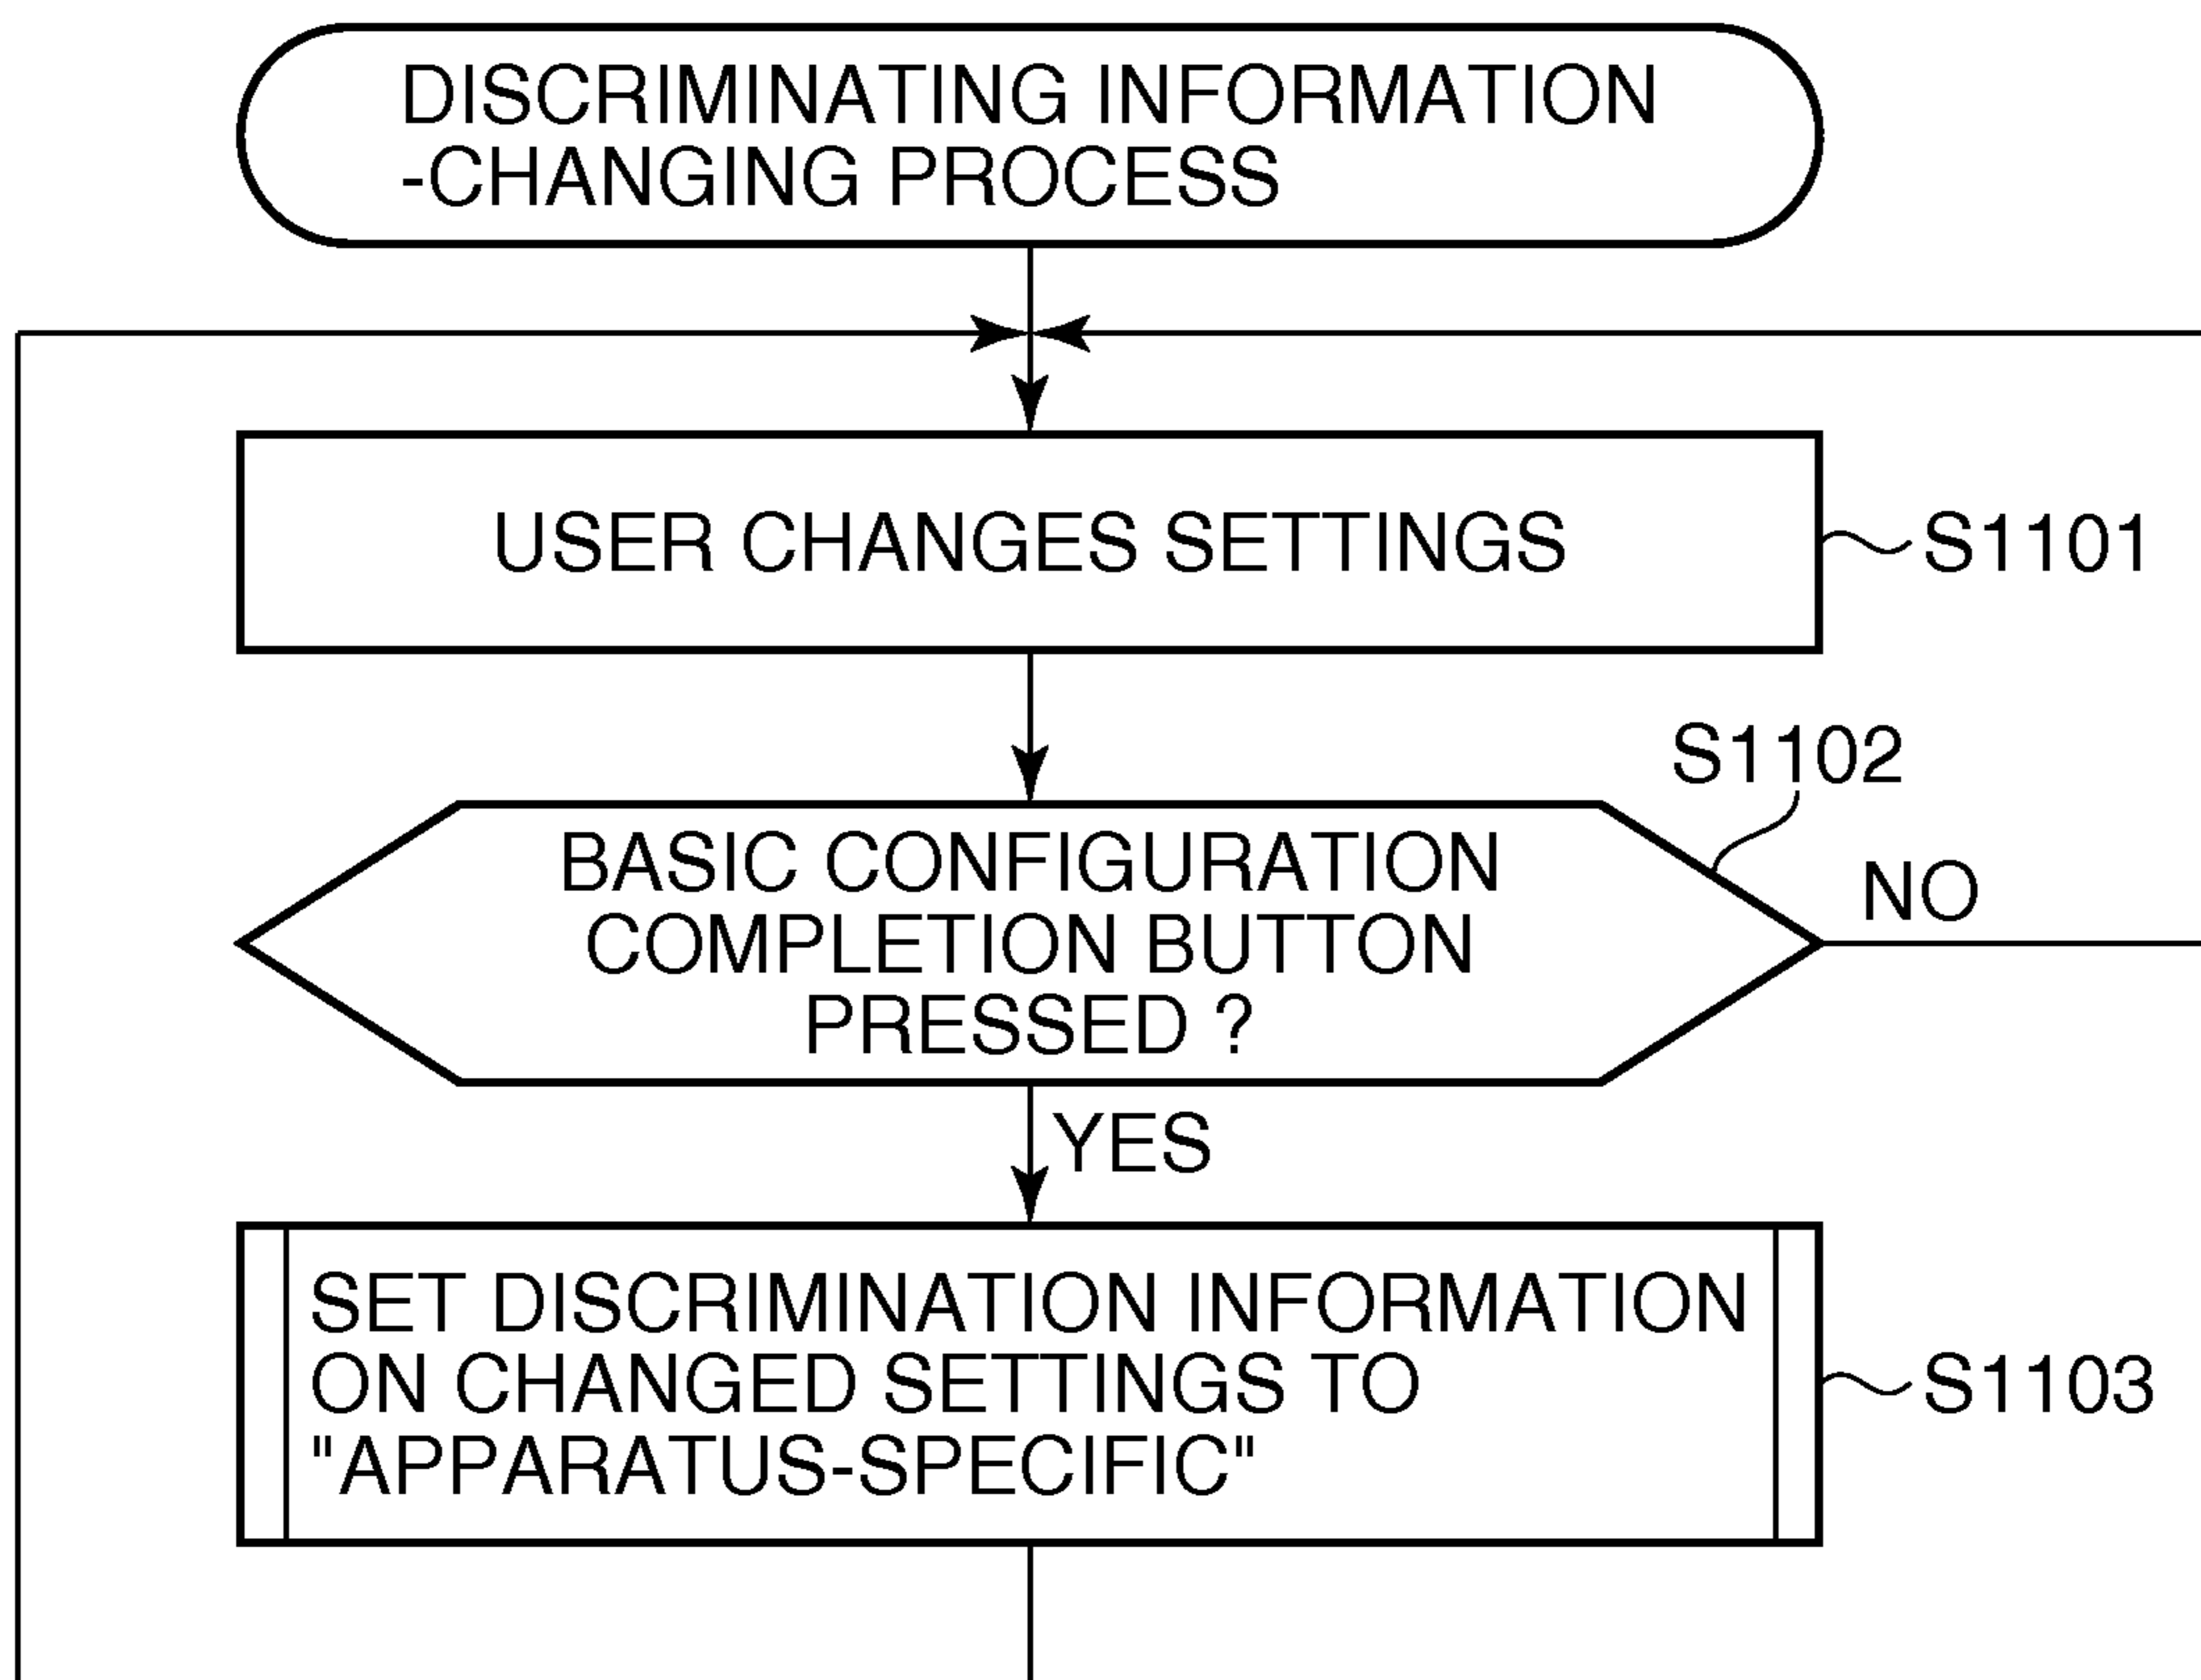 DISCRIMINATING INFORMATION
-CHANGING PROCESS
USER CHANGES SETTINGS
S1101
S1102
BASIC CONFIGURATION
COMPLETION BUTTON
PRESSED ?
NO
YES
SET DISCRIMINATION INFORMATION
ON CHANGED SETTINGS TO
"APPARATUS-SPECIFIC"
S1103